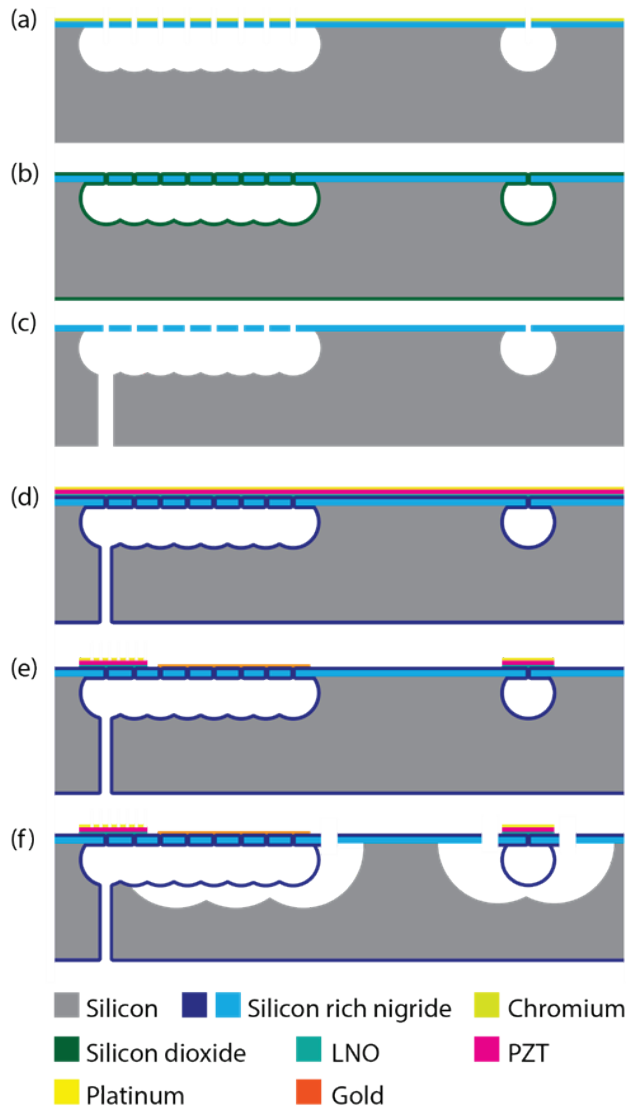 (a)
(b)
(c)
(d)
(e)
(f)
Silicon Silicon rich nigride Chromium
Silicon dioxide LNO PZT
Platinum Gold